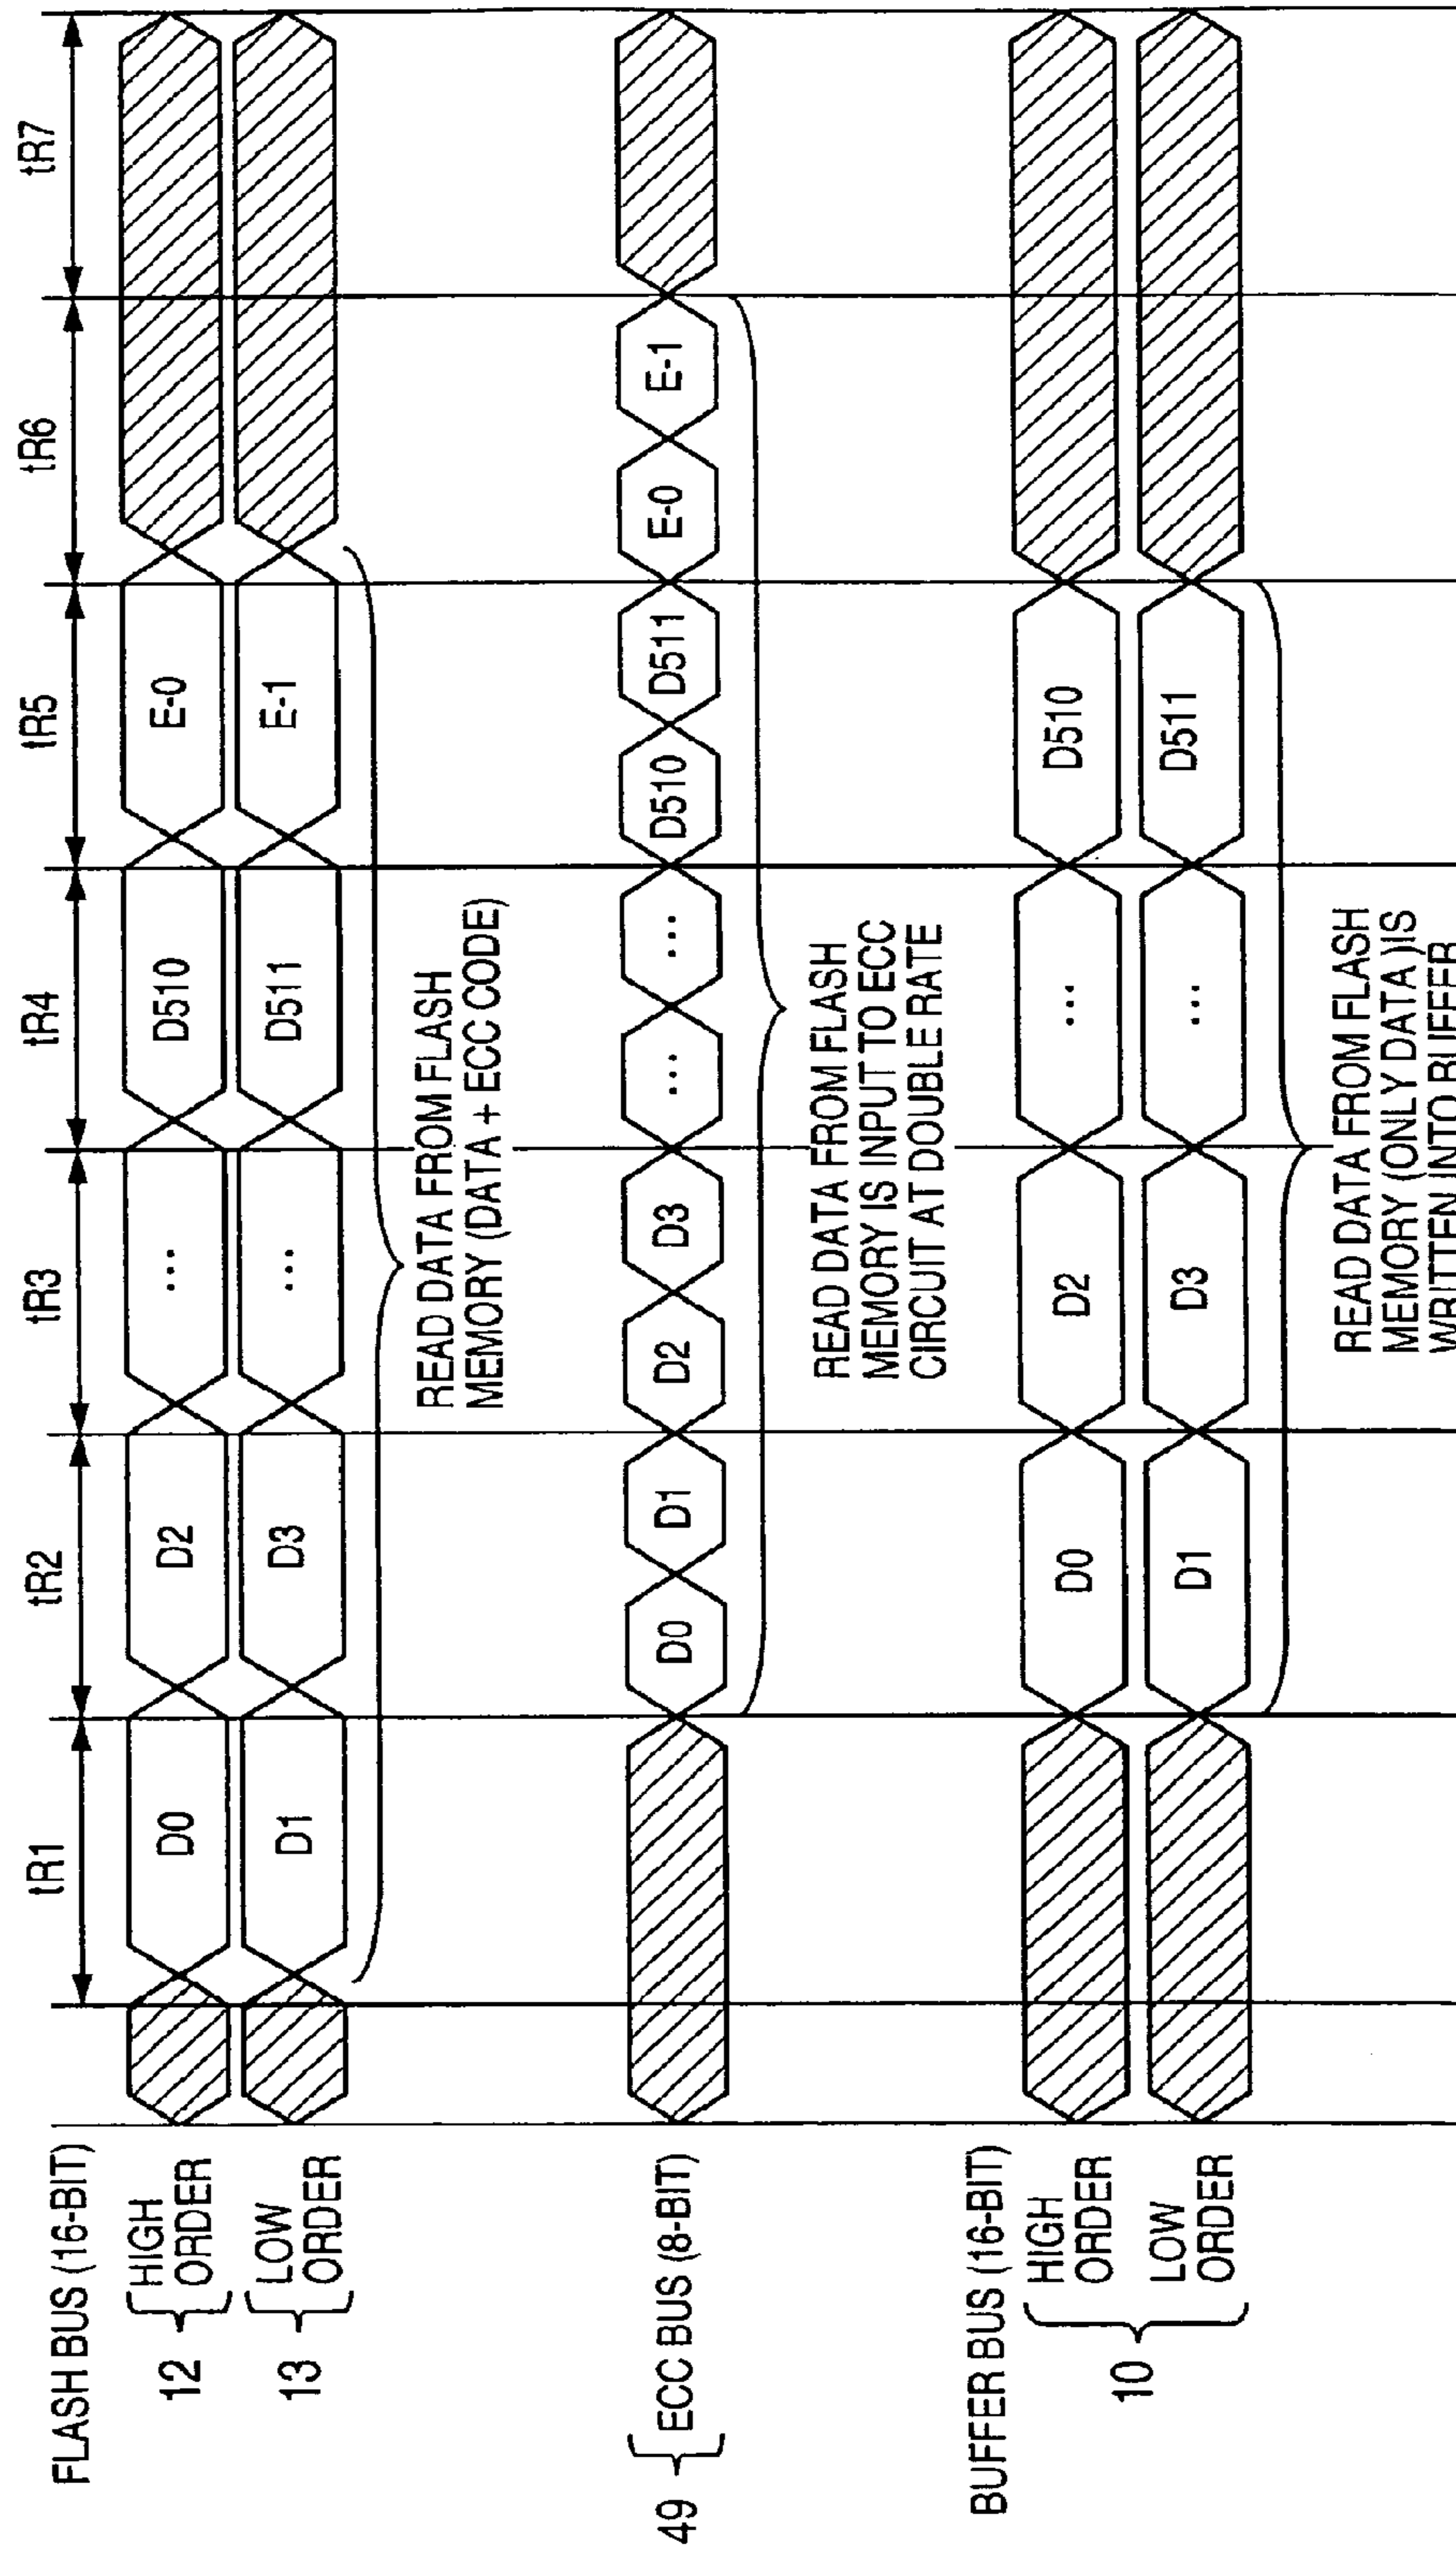 tR1 tR2 tR3 tR4 tR5 tR6 tR7
FLASH BUS (16-BIT)
12 HIGH ORDER D0 D2 ... D510 E-0
13 LOW ORDER D1 D3 ... D511 E-1
READ DATA FROM FLASH
MEMORY (DATA + ECC CODE)
49 ECC BUS (8-BIT) D0 D1 D2 D3 ... ... D510 D511 E-0 E-1
READ DATA FROM FLASH
MEMORY IS INPUT TO ECC
CIRCUIT AT DOUBLE RATE
BUFFER BUS (16-BIT)
10
HIGH ORDER D0 D2 ... D510
LOW ORDER D1 D3 ... D511
READ DATA FROM FLASH
MEMORY (ONLY DATA )IS
WRITTEN INTO BUFFER